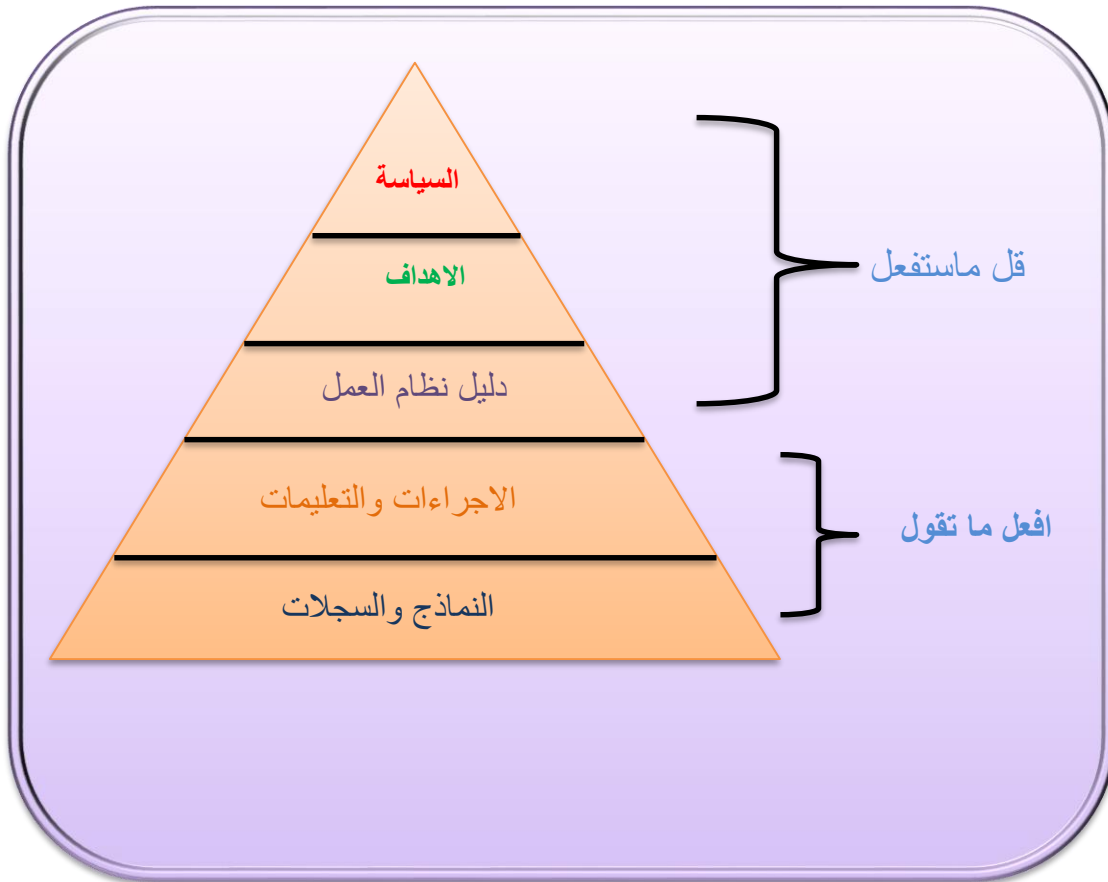 السياسة
الاهداف
دليل نظام العمل
الاجراءات والتعليمات
النماذج والسجلات
قل ماستفعل
افعل ما تقول